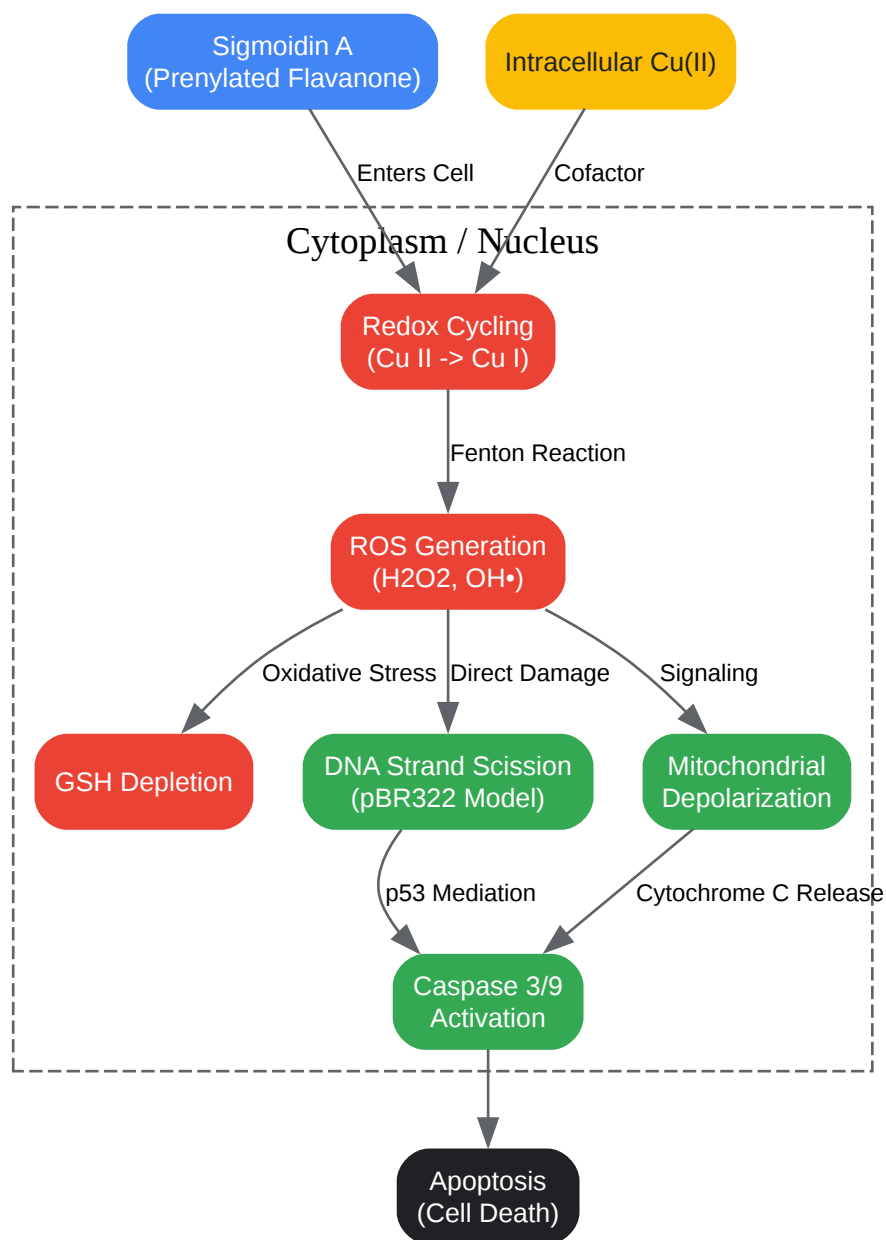 Sigmoidin A
(Prenylated Flavanone)
Intracellular Cu(II)
Enters Cell
Cofactor
Cytoplasm / Nucleus
Redox Cycling
(Cu II -> Cu I)
Fenton Reaction
ROS Generation
(H2O2, OH•)
Oxidative Stress
Direct Damage
Signaling
GSH Depletion
DNA Strand Scission
(pBR322 Model)
Mitochondrial
Depolarization
p53 Mediation
Cytochrome C Release
Caspase 3/9
Activation
Apoptosis
(Cell Death)